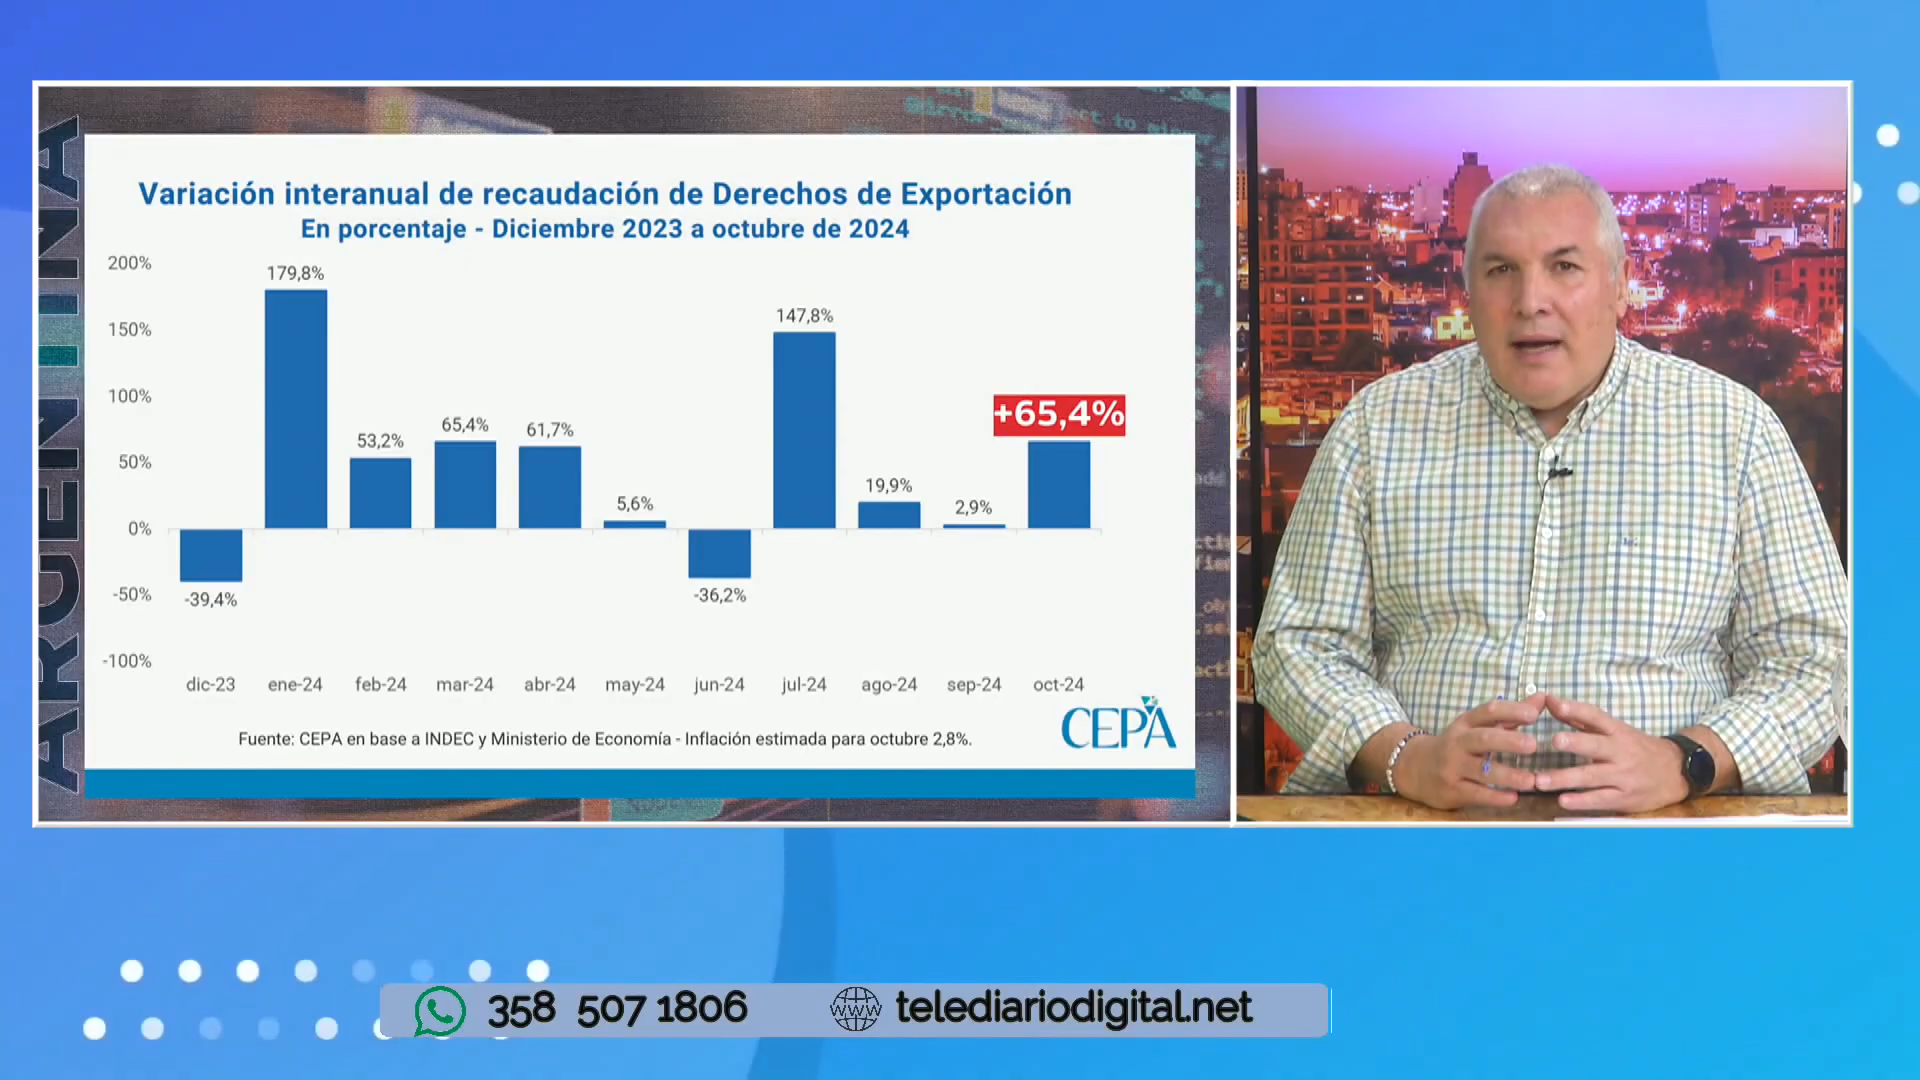 ARGENTINA
Variación interanual de recaudación de Derechos de Exportación
En porcentaje - Diciembre 2023 a octubre de 2024
200%
150%
100%
50%
0%
-50%
-100%
-39,4%
179,8%
53,2%
65,4%
61,7%
5,6%
-36,2%
147,8%
19,9%
2,9%
+65,4%
dic-23 ene-24 feb-24 mar-24 abr-24 may-24 jun-24 jul-24 ago-24 sep-24 oct-24
Fuente: CEPA en base a INDEC y Ministerio de Economía - Inflación estimada para octubre 2,8%.
CEPA
358 507 1806
www telediariodigital.net